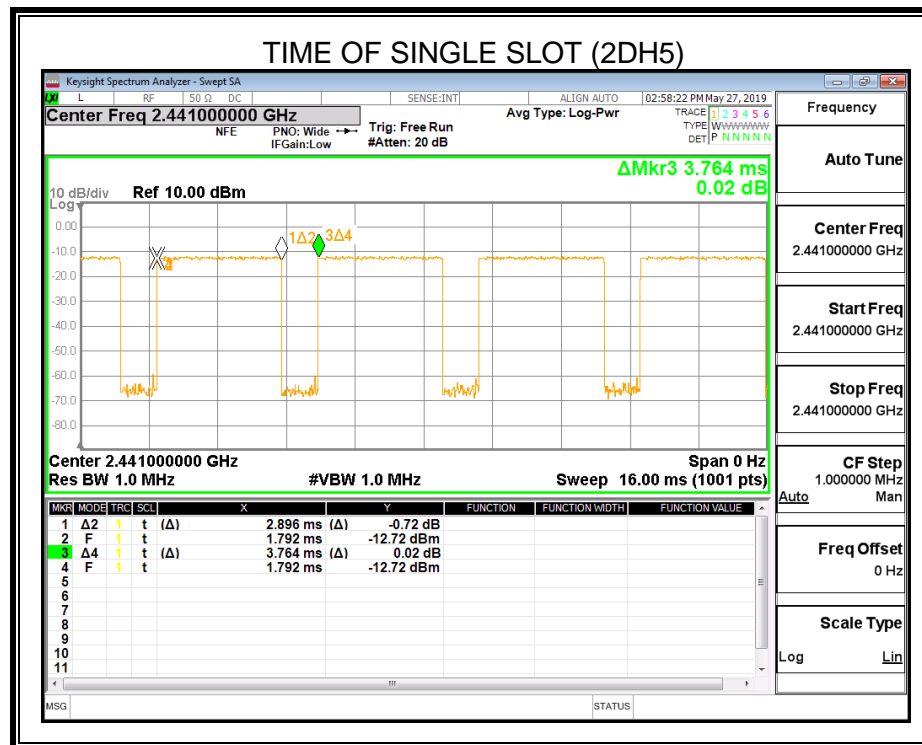 TIME OF SINGLE SLOT (2DH5)
Keysight Spectrum Analyzer - Swept SA
LXI L RF 50 Ω DC SENSE:INT ALIGN AUTO 02:58:22 PM May 27, 2019
Center Freq 2.441000000 GHz
NFE
PNO: Wide
IFGain:Low
Trig: Free Run
#Atten: 20 dB
Avg Type: Log-Pwr
TRACE 1 2 3 4 5 6
TYPE WWWWWW
DET P N N N N N
ΔMkr3 3.764 ms
0.02 dB
10 dB/div Ref 10.00 dBm
Log
0.00
-10.0
-20.0
-30.0
-40.0
-50.0
-60.0
-70.0
-80.0
1Δ2
3Δ4
Center 2.441000000 GHz Span 0 Hz
Res BW 1.0 MHz #VBW 1.0 MHz Sweep 16.00 ms (1001 pts)
MKR MODE TRC SCL X Y FUNCTION FUNCTION WIDTH FUNCTION VALUE
1 Δ2 1 t (Δ) 2.896 ms (Δ) -0.72 dB
2 F 1 t 1.792 ms -12.72 dBm
3 Δ4 1 t (Δ) 3.764 ms (Δ) 0.02 dB
4 F 1 t 1.792 ms -12.72 dBm
5
6
7
8
9
10
11
MSG STATUS
Frequency
Auto Tune
Center Freq
2.441000000 GHz
Start Freq
2.441000000 GHz
Stop Freq
2.441000000 GHz
CF Step
1.000000 MHz
Auto Man
Freq Offset
0 Hz
Scale Type
Log Lin